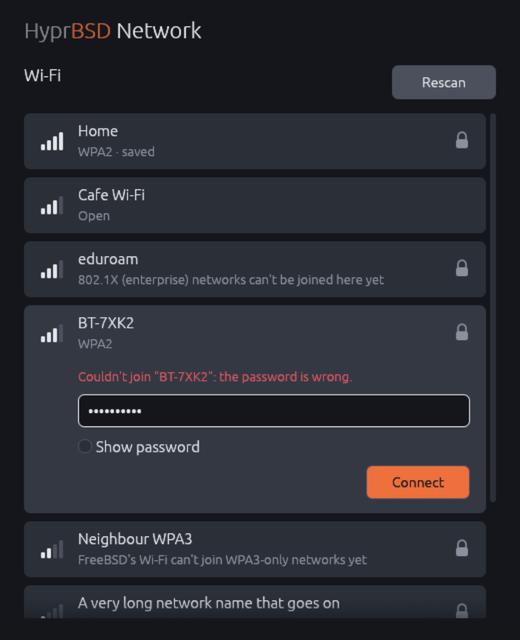 HyprBSD Network
Wi-Fi
Rescan
Home
WPA2 · saved
Cafe Wi-Fi
Open
eduroam
802.1X (enterprise) networks can't be joined here yet
BT-7XK2
WPA2
Couldn't join "BT-7XK2": the password is wrong.
••••••••••
Show password
Connect
Neighbour WPA3
FreeBSD's Wi-Fi can't join WPA3-only networks yet
A very long network name that goes on